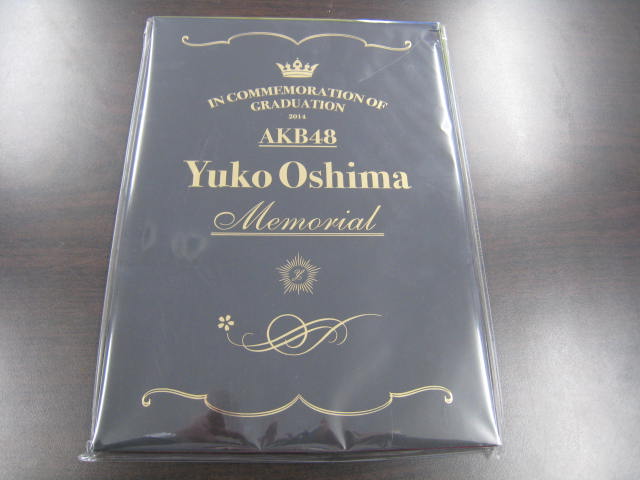 IN COMMEMORATION OF
GRADUATION
2014
AKB48
Yuko Oshima
Memorial